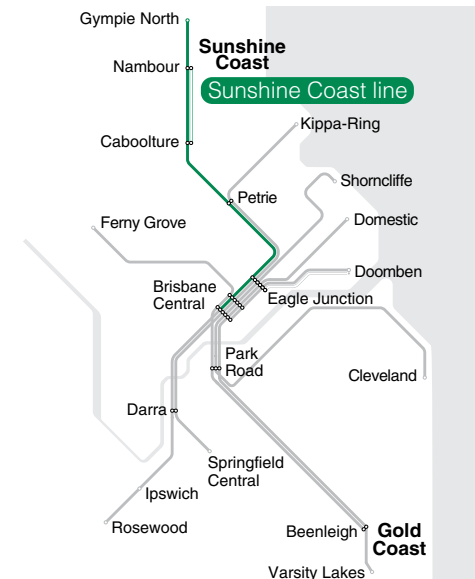 Gympie North
Sunshine
Coast
Nambour
Sunshine Coast line
Kippa-Ring
Caboolture
Shorncliffe
Petrie
Ferny Grove
Domestic
Doomben
Brisbane
Central
Eagle Junction
Park
Road
Cleveland
Darra
Springfield
Central
Ipswich
Rosewood
Beenleigh
Gold
Coast
Varsity Lakes